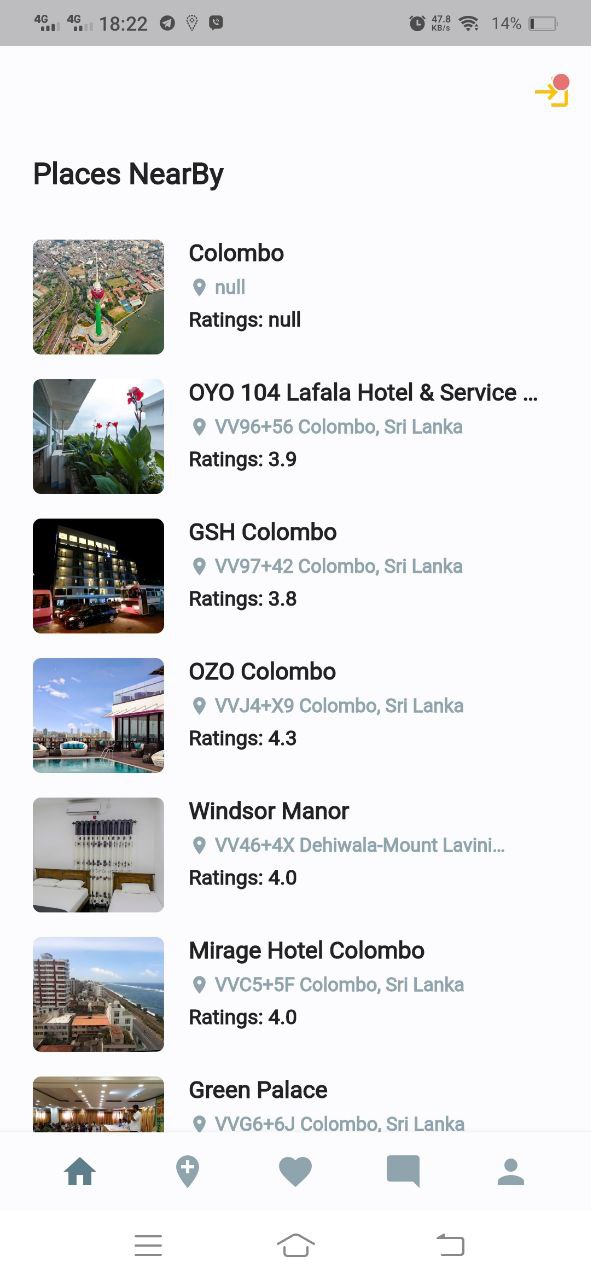 4G 4G 18:22 47.8 KB/s 14%
Places NearBy
Colombo
null
Ratings: null
OYO 104 Lafala Hotel & Service ...
VV96+56 Colombo, Sri Lanka
Ratings: 3.9
GSH Colombo
VV97+42 Colombo, Sri Lanka
Ratings: 3.8
OZO Colombo
VVJ4+X9 Colombo, Sri Lanka
Ratings: 4.3
Windsor Manor
VV46+4X Dehiwala-Mount Lavini...
Ratings: 4.0
Mirage Hotel Colombo
VVC5+5F Colombo, Sri Lanka
Ratings: 4.0
Green Palace
VVG6+6J Colombo, Sri Lanka